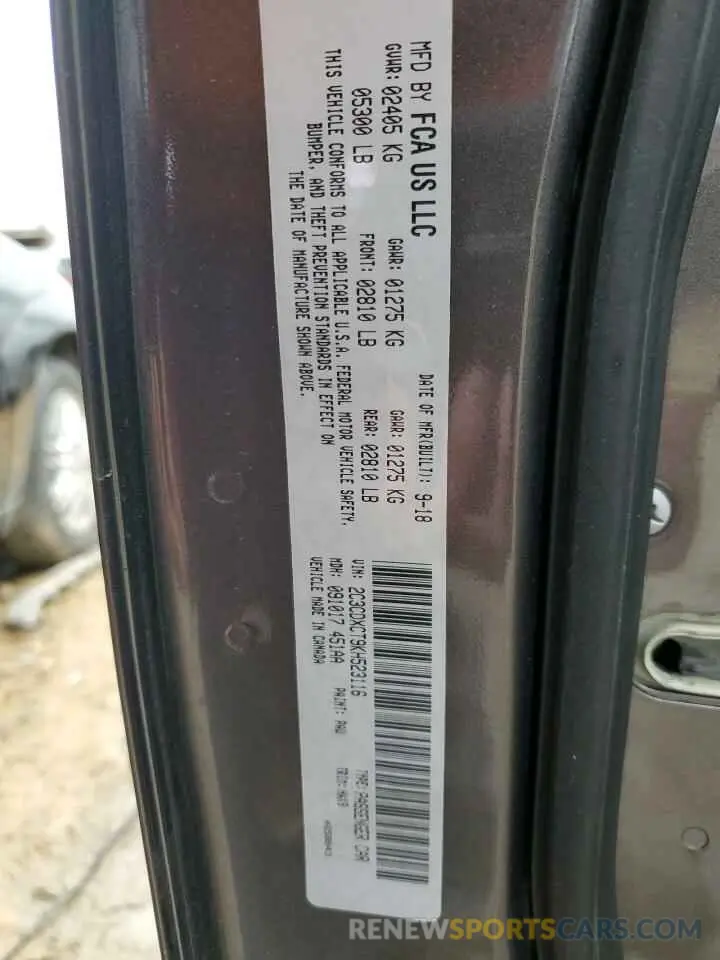 MFD BY FCA US LLC
DATE OF MFR(BUILT): 9-18
GVWR: 02405 KG GAWR: 01275 KG GAWR: 01275 KG
05300 LB FRONT: 02810 LB REAR: 02810 LB
THIS VEHICLE CONFORMS TO ALL APPLICABLE U.S.A. FEDERAL MOTOR VEHICLE SAFETY,
BUMPER, AND THEFT PREVENTION STANDARDS IN EFFECT ON
THE DATE OF MANUFACTURE SHOWN ABOVE.
VIN: 2C3CDXCT9KH523116 TYPE: PASSENGER CAR
MDH: 091017 451AA PAINT: PAU TRIM:
VEHICLE MADE IN CANADA
RENEWSPORTSCARS.COM